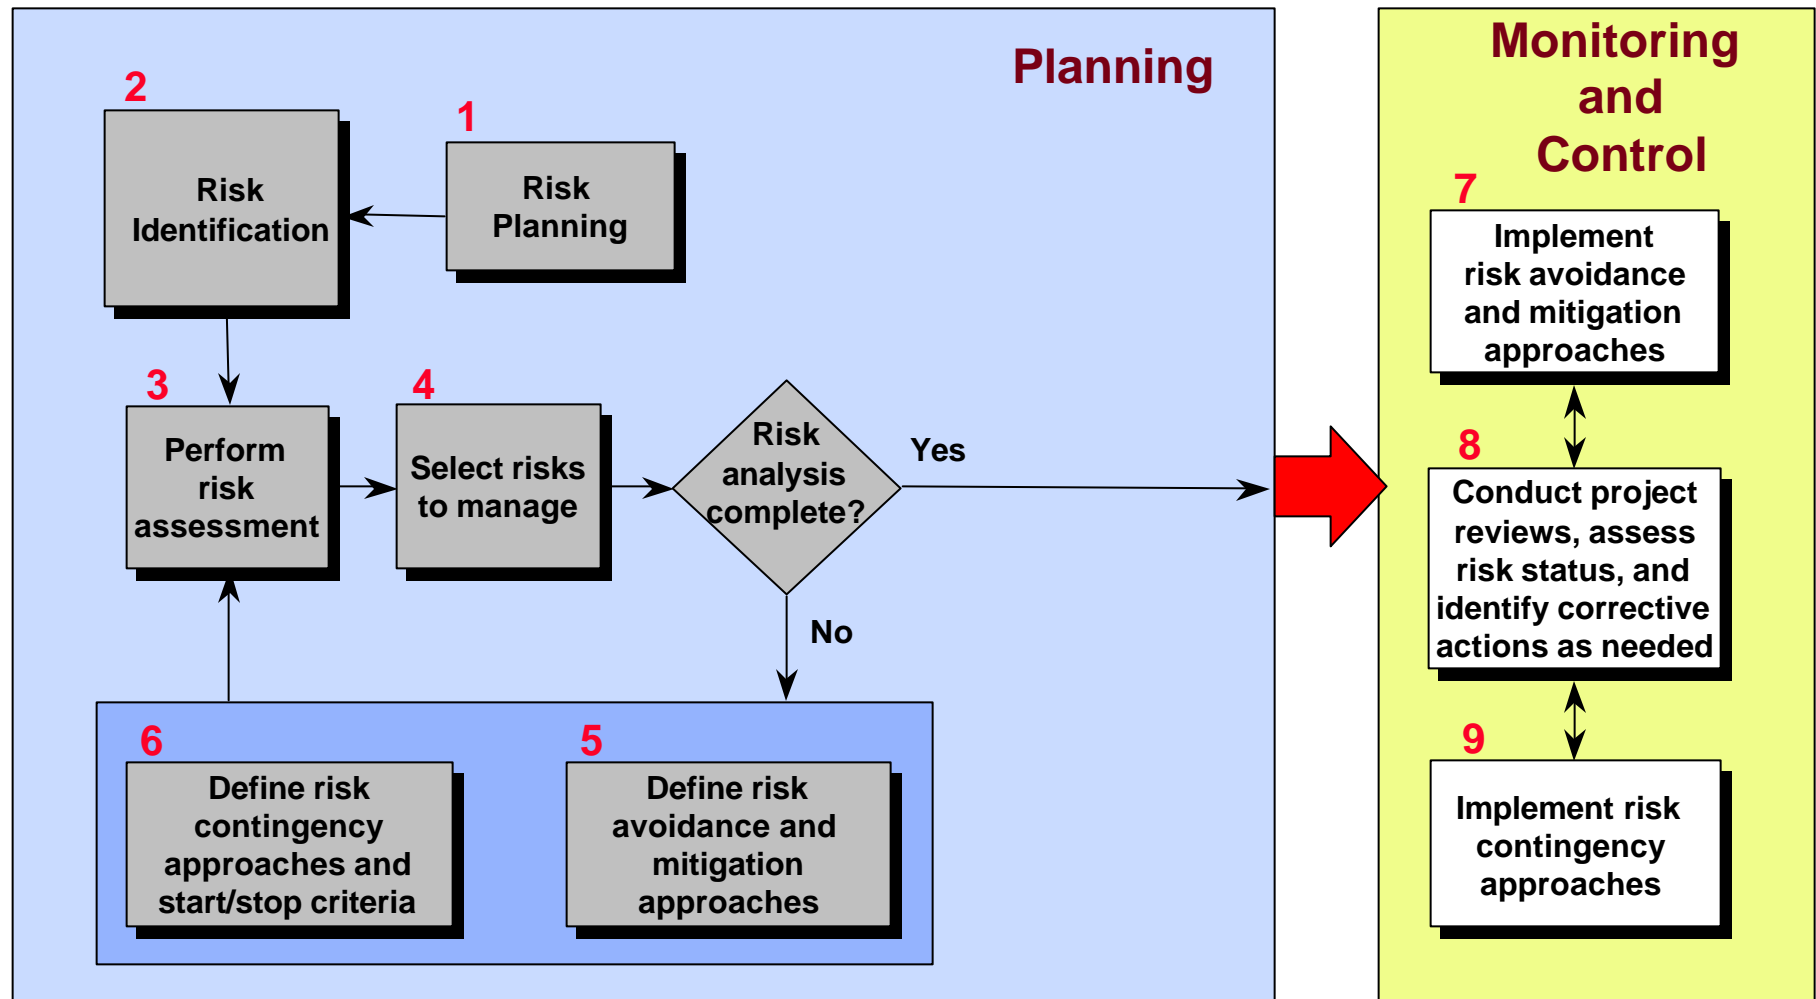 Planning
2
Risk
Identification
1
Risk
Planning
3
Perform
risk
assessment
4
Select risks
to manage
Risk
analysis
complete?
Yes
No
6
Define risk
contingency
approaches and
start/stop criteria
5
Define risk
avoidance and
mitigation
approaches
Monitoring
and
Control
7
Implement
risk avoidance
and mitigation
approaches
8
Conduct project
reviews, assess
risk status, and
identify corrective
actions as needed
9
Implement risk
contingency
approaches